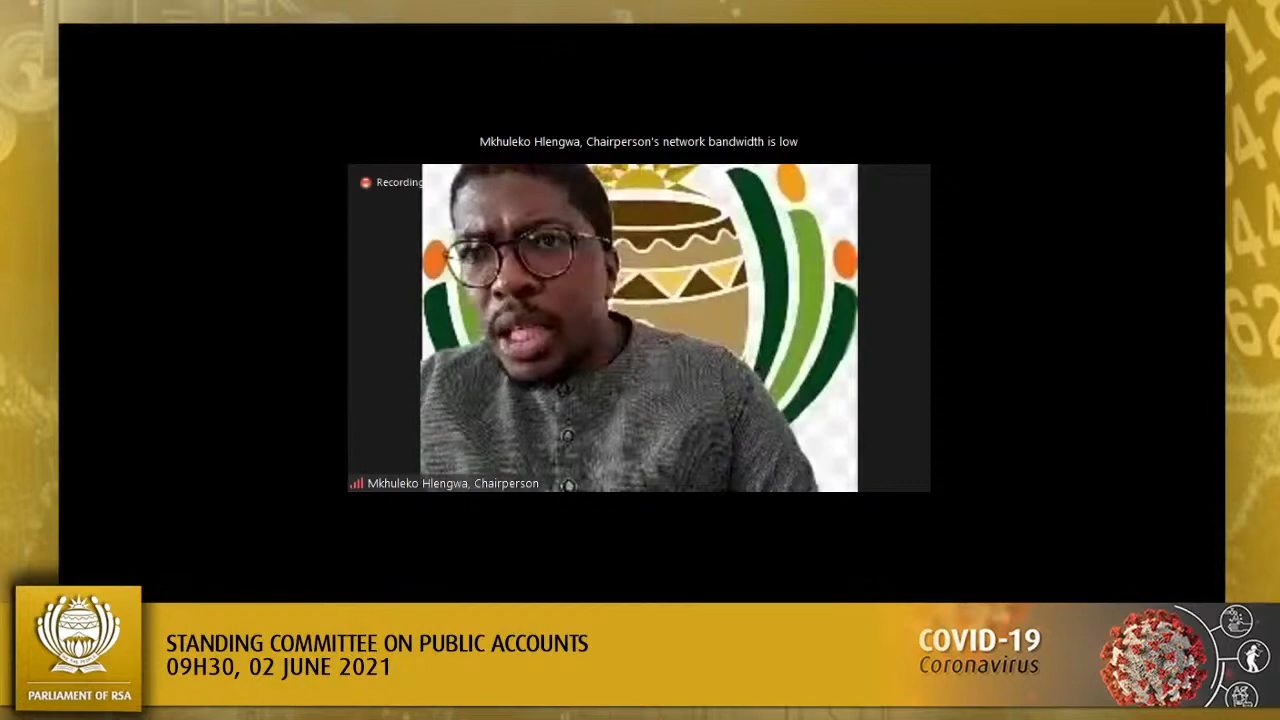 Mkhuleko Hlengwa, Chairperson's network bandwidth is low
Recording
Mkhuleko Hlengwa, Chairperson
STANDING COMMITTEE ON PUBLIC ACCOUNTS
09H30, 02 JUNE 2021
PARLIAMENT OF RSA
COVID-19
Coronavirus